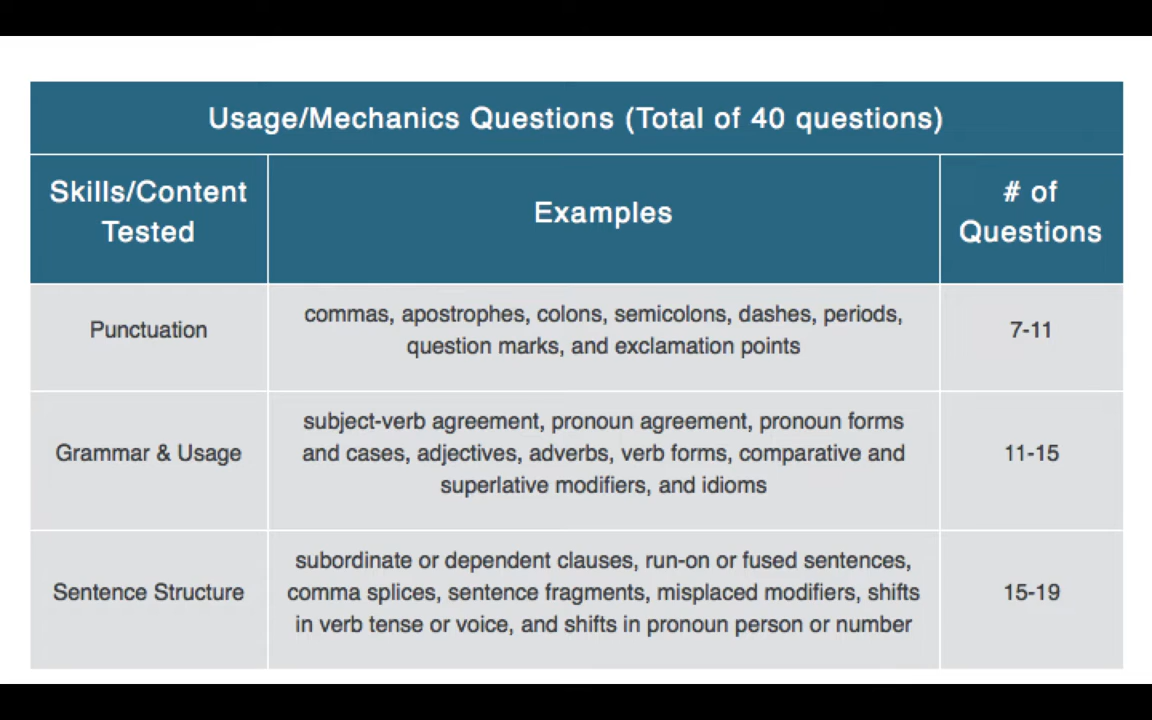 Usage/Mechanics Questions (Total of 40 questions)
Skills/Content
Tested
Examples
# of
Questions
Punctuation
commas, apostrophes, colons, semicolons, dashes, periods,
question marks, and exclamation points
7-11
Grammar & Usage
subject-verb agreement, pronoun agreement, pronoun forms
and cases, adjectives, adverbs, verb forms, comparative and
superlative modifiers, and idioms
11-15
Sentence Structure
subordinate or dependent clauses, run-on or fused sentences,
comma splices, sentence fragments, misplaced modifiers, shifts
in verb tense or voice, and shifts in pronoun person or number
15-19